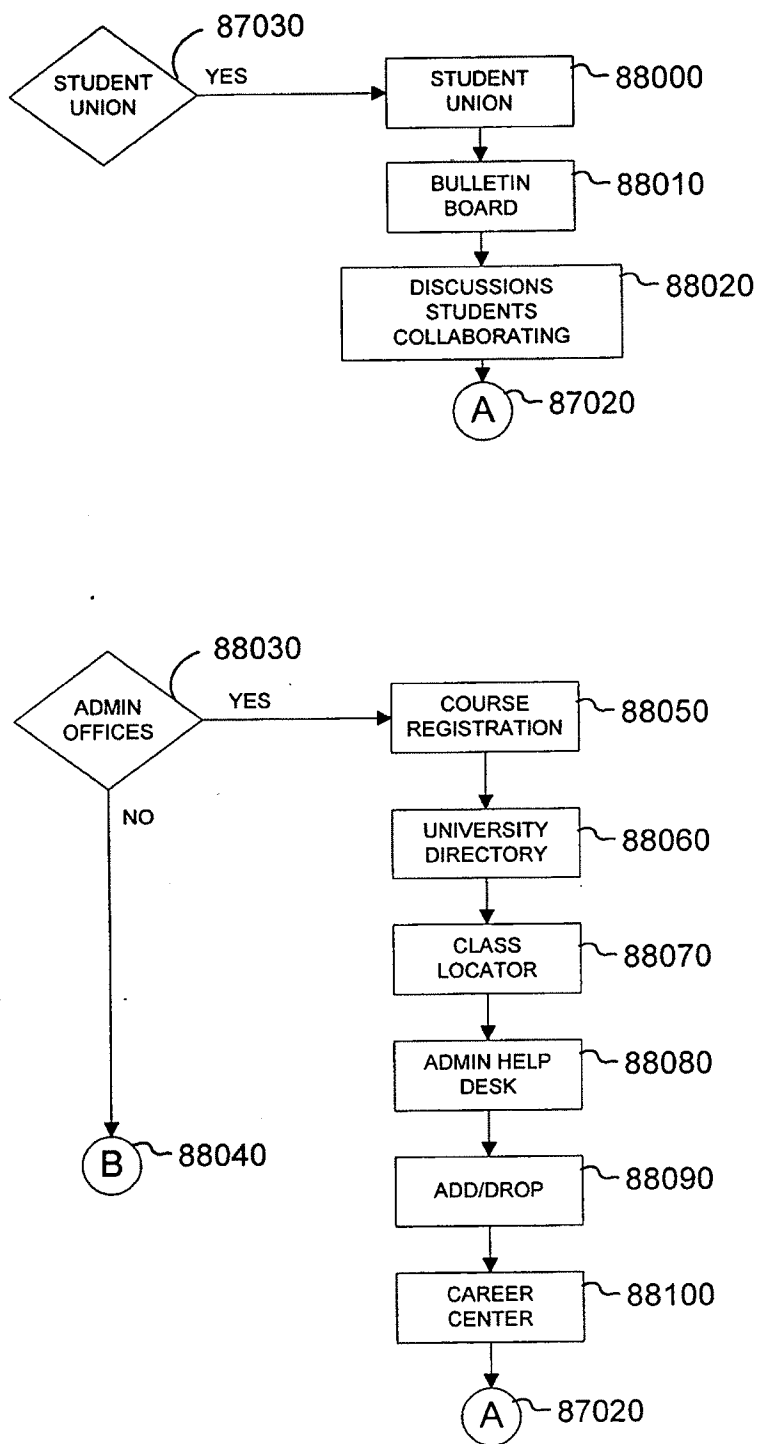 87030
STUDENT
UNION
YES
STUDENT
UNION
88000
BULLETIN
BOARD
88010
DISCUSSIONS
STUDENTS
COLLABORATING
88020
A
87020
88030
ADMIN
OFFICES
YES
NO
COURSE
REGISTRATION
88050
UNIVERSITY
DIRECTORY
88060
CLASS
LOCATOR
88070
ADMIN HELP
DESK
88080
B
88040
ADD/DROP
88090
CAREER
CENTER
88100
A
87020